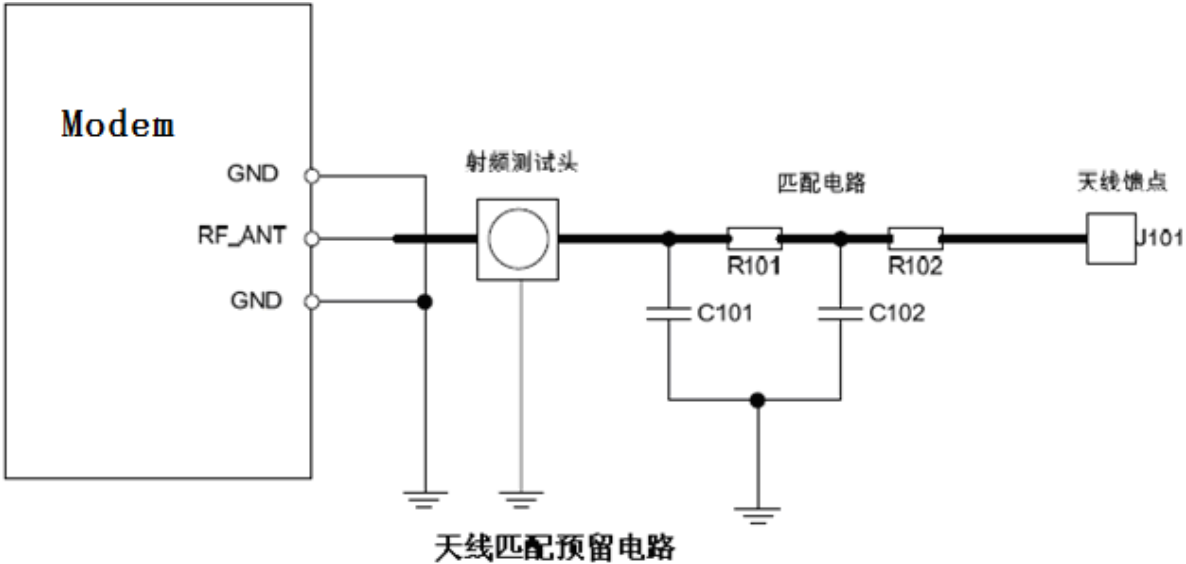 Modem
GND
RF_ANT
GND
射频测试头
匹配电路
天线馈点
J101
R101
R102
C101
C102
天线匹配预留电路